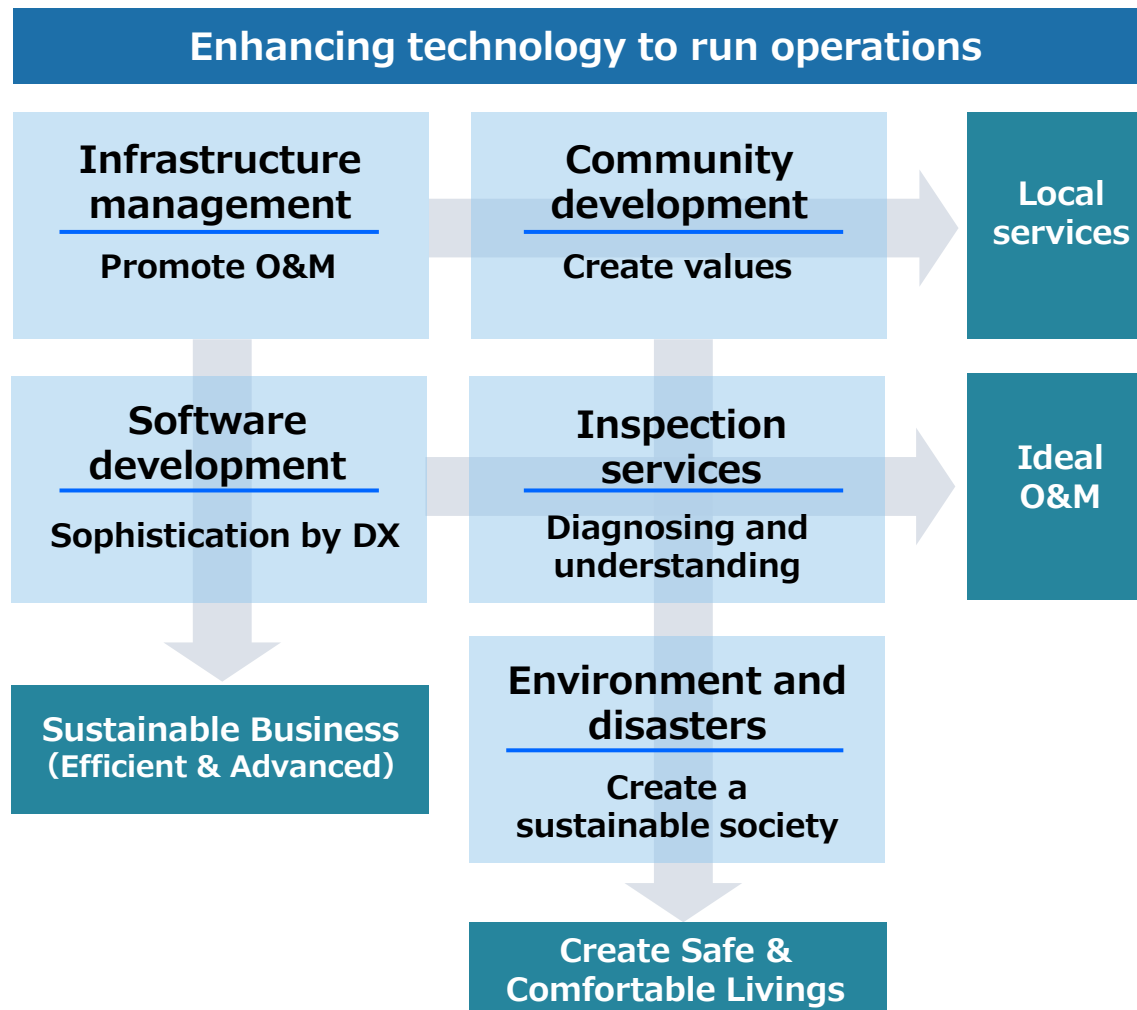 Enhancing technology to run operations
Infrastructure
management
Promote O&M
Community
development
Create values
Local
services
Software
development
Sophistication by DX
Inspection
services
Diagnosing and
understanding
Ideal
O&M
Sustainable Business
（Efficient & Advanced）
Environment and
disasters
Create a
sustainable society
Create Safe &
Comfortable Livings